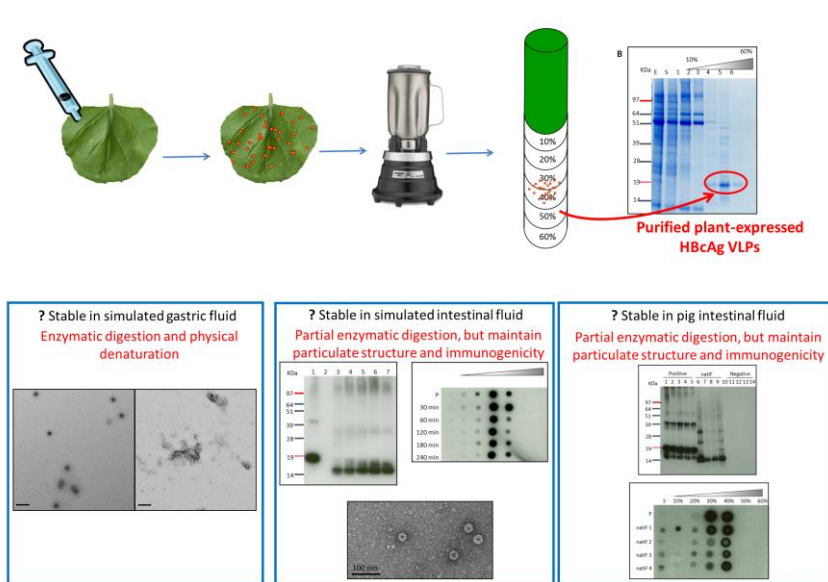 B
10%
60%
KDa E S 1 2 3 4 5 6
97
64
51
39
28
19
14
10%
20%
30%
40%
50%
60%
Purified plant-expressed
HBcAg VLPs
? Stable in simulated gastric fluid
Enzymatic digestion and physical
denaturation
? Stable in simulated intestinal fluid
Partial enzymatic digestion, but maintain
particulate structure and immunogenicity
KDa 1 2 3 4 5 6 7
97
64
51
39
28
19
14
P
30 min
60 min
120 min
180 min
240 min
100 nm
? Stable in pig intestinal fluid
Partial enzymatic digestion, but maintain
particulate structure and immunogenicity
Positive natIF Negative
KDa 1 2 3 4 5 6 7 8 9 10 11 12 13 14
97
64
51
39
28
19
14
S 10% 20% 30% 40% 50% 60%
P
natIF 1
natIF 2
natIF 3
natIF 4